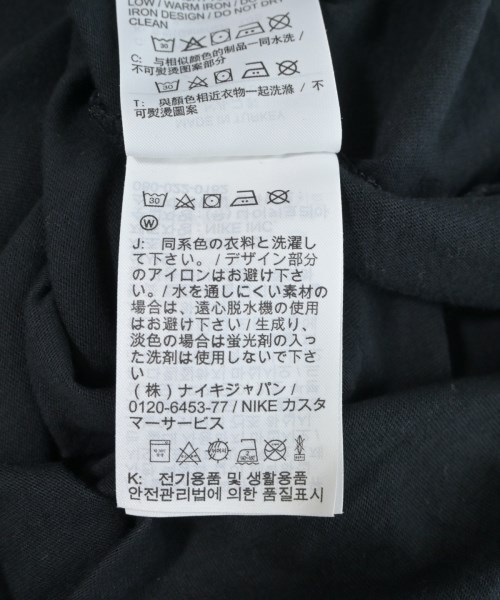 LOW / WARM IRON / DO NOT
IRON DESIGN / DO NOT DRY
CLEAN
30
C: 与相似颜色的制品一同水洗 /
不可熨烫图案部分
30
T: 與顏色相近衣物一起洗滌 / 不
可熨燙圖案
30
W
J: 同系色の衣料と洗濯し
て下さい。/ デザイン部分
のアイロンはお避け下さ
い。/ 水を通しにくい素材の
場合は、遠心脱水機の使用
はお避け下さい / 生成り、
淡色の場合は蛍光剤の入っ
た洗剤は使用しないで下さ
い
(株) ナイキジャパン /
0120-6453-77 / NIKE カスタ
マーサービス
K: 전기용품 및 생활용품
안전관리법에 의한 품질표시